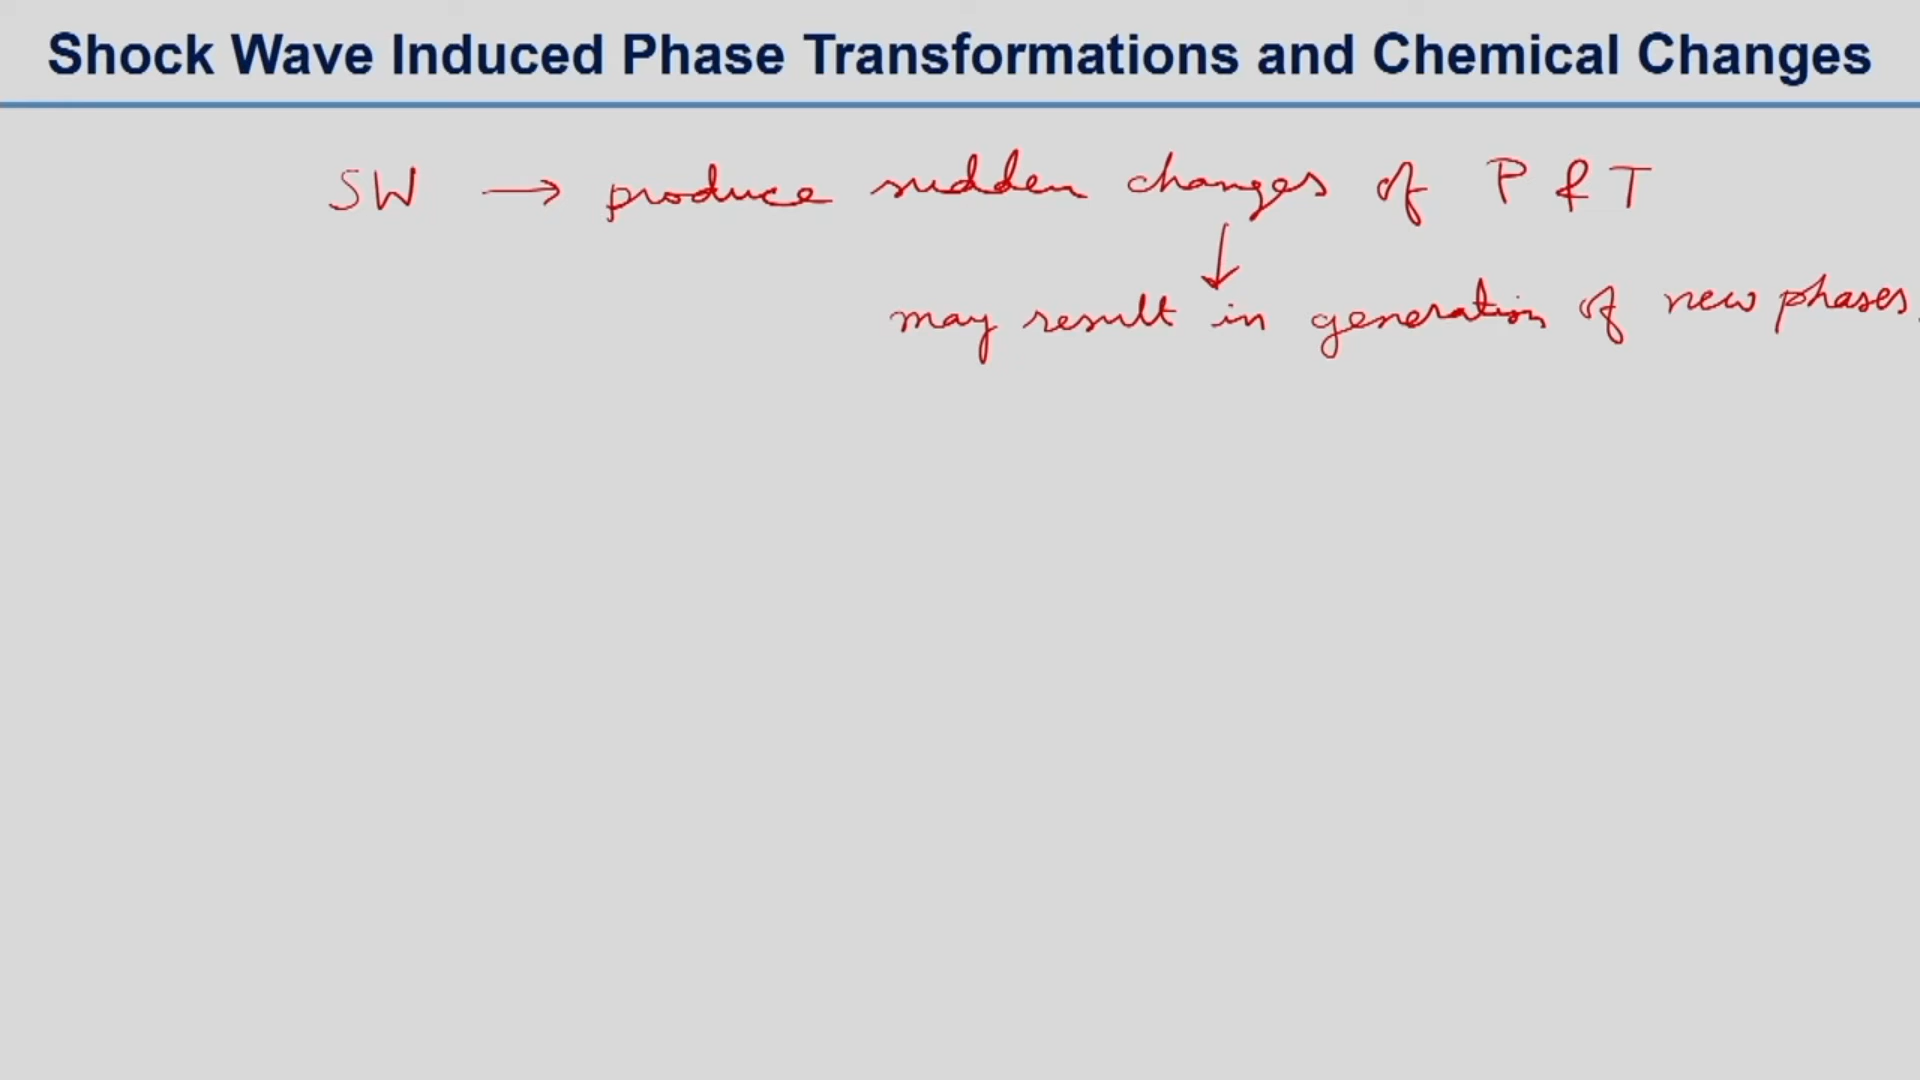 Shock Wave Induced Phase Transformations and Chemical Changes
SW → produce sudden changes of P & T
↓
may result in generation of new phases,